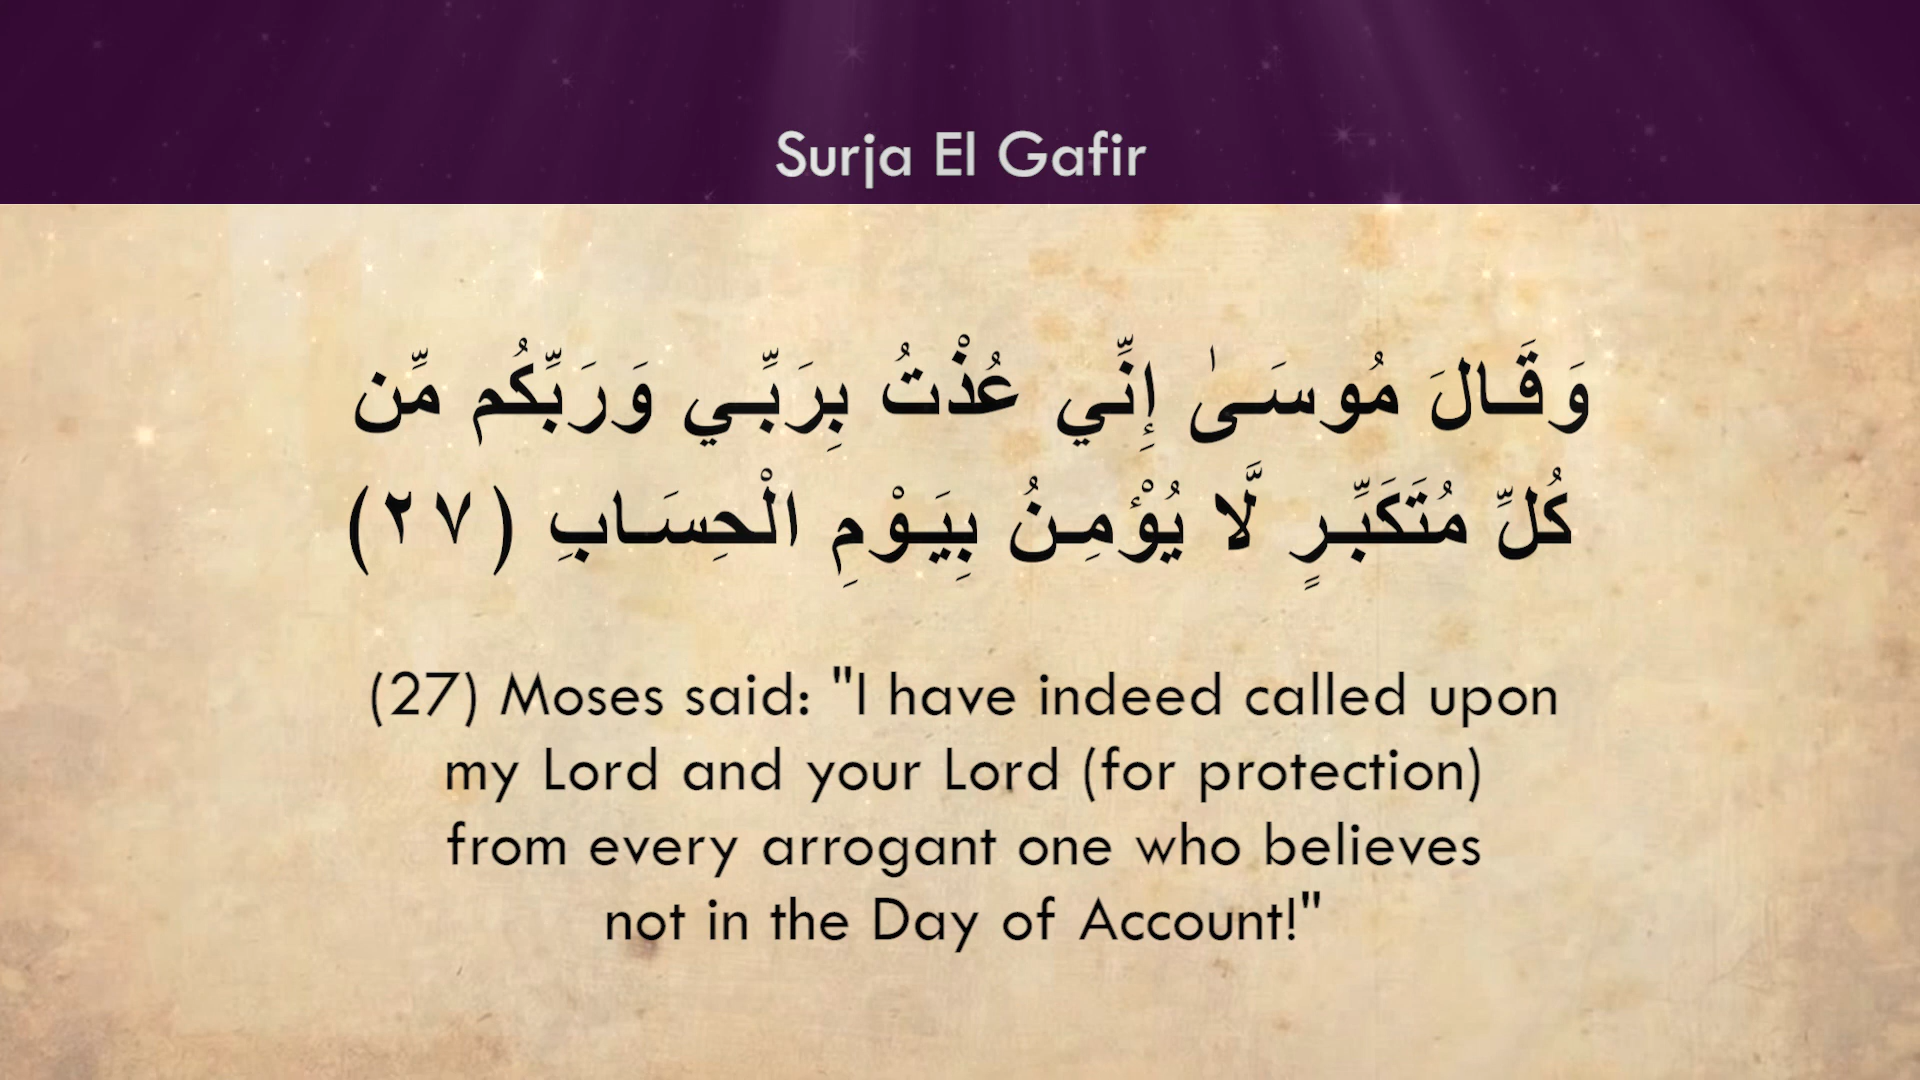 Surja El Gafir
وَقَالَ مُوسَىٰ إِنِّي عُذْتُ بِرَبِّي وَرَبِّكُم مِّن
كُلِّ مُتَكَبِّرٍ لَّا يُؤْمِنُ بِيَوْمِ الْحِسَابِ (٢٧)
(27) Moses said: "I have indeed called upon
my Lord and your Lord (for protection)
from every arrogant one who believes
not in the Day of Account!"